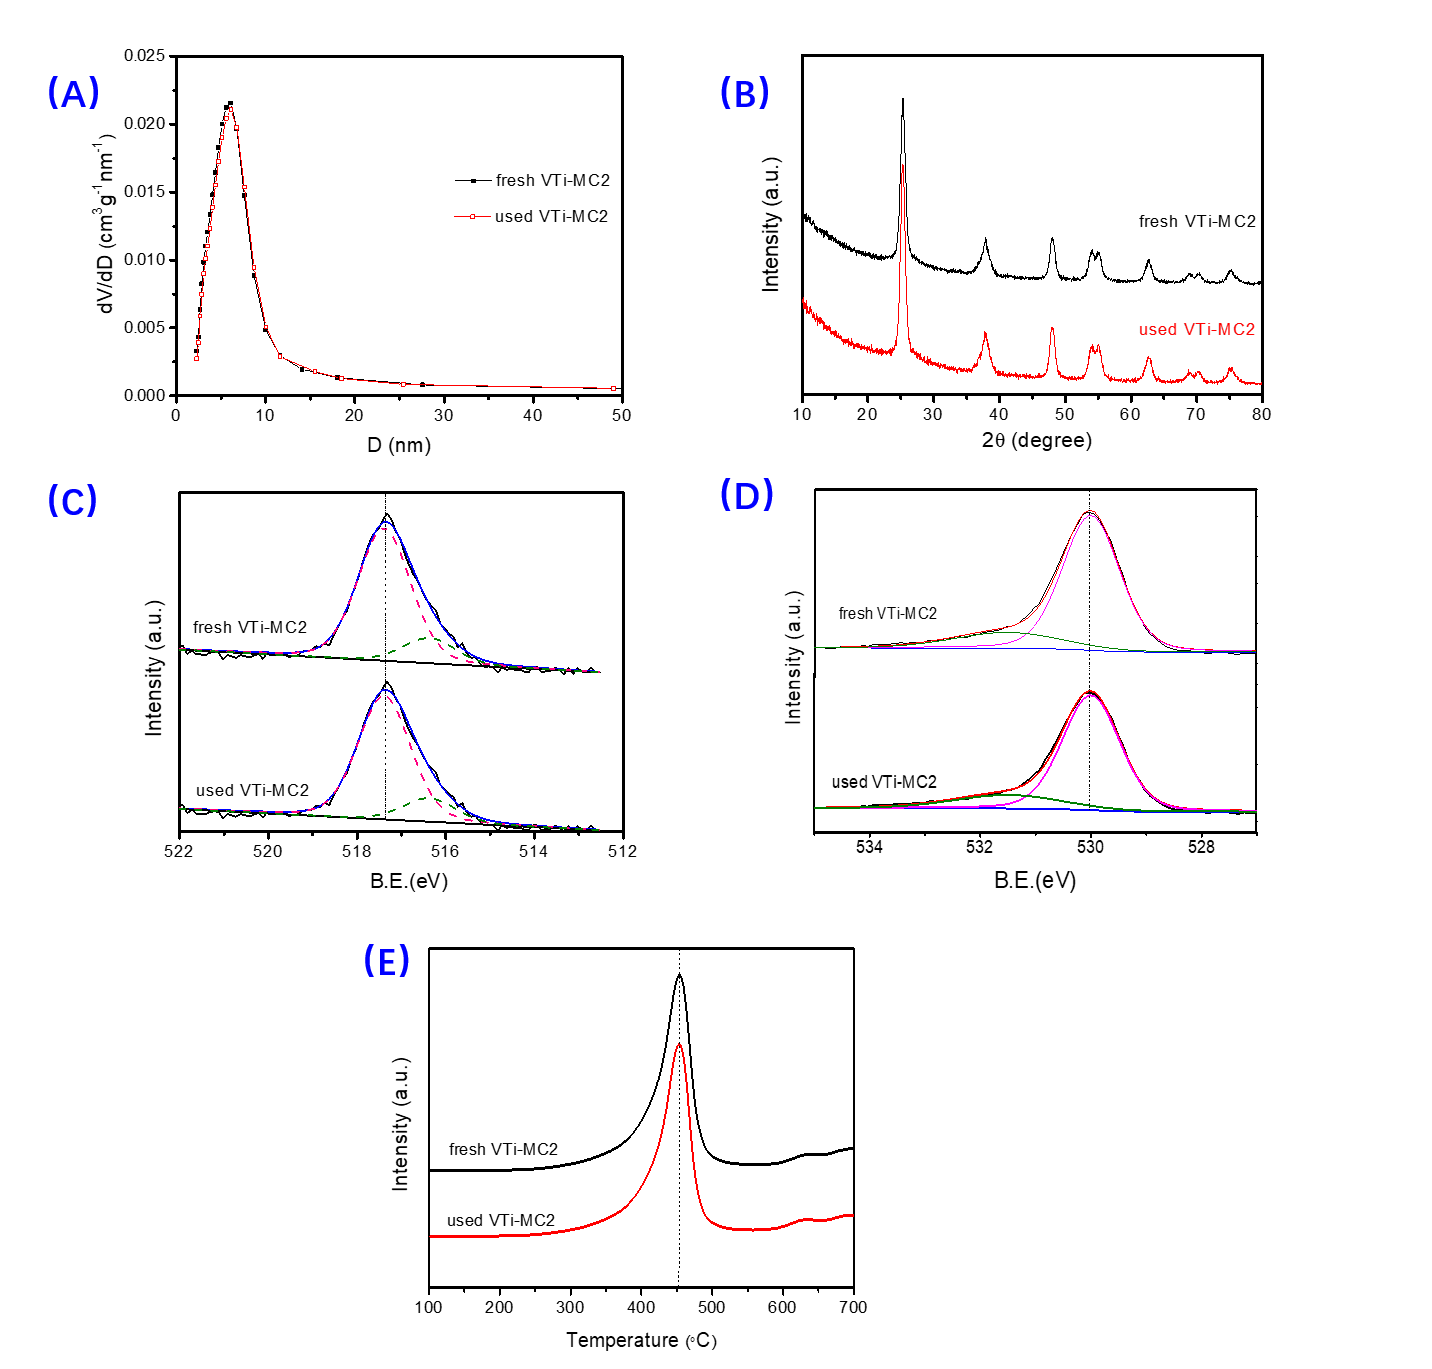 (A)
0.025
0.020
0.015
0.010
0.005
0.000
dV/dD (cm³g⁻¹nm⁻¹)
fresh VTi-MC2
used VTi-MC2
0 10 20 30 40 50
D (nm)
(B)
Intensity (a.u.)
fresh VTi-MC2
used VTi-MC2
10 20 30 40 50 60 70 80
2θ (degree)
(C)
Intensity (a.u.)
fresh VTi-MC2
used VTi-MC2
522 520 518 516 514 512
B.E.(eV)
(D)
Intensity (a.u.)
fresh VTi-MC2
used VTi-MC2
534 532 530 528
B.E.(eV)
(E)
Intensity (a.u.)
fresh VTi-MC2
used VTi-MC2
100 200 300 400 500 600 700
Temperature (°C)